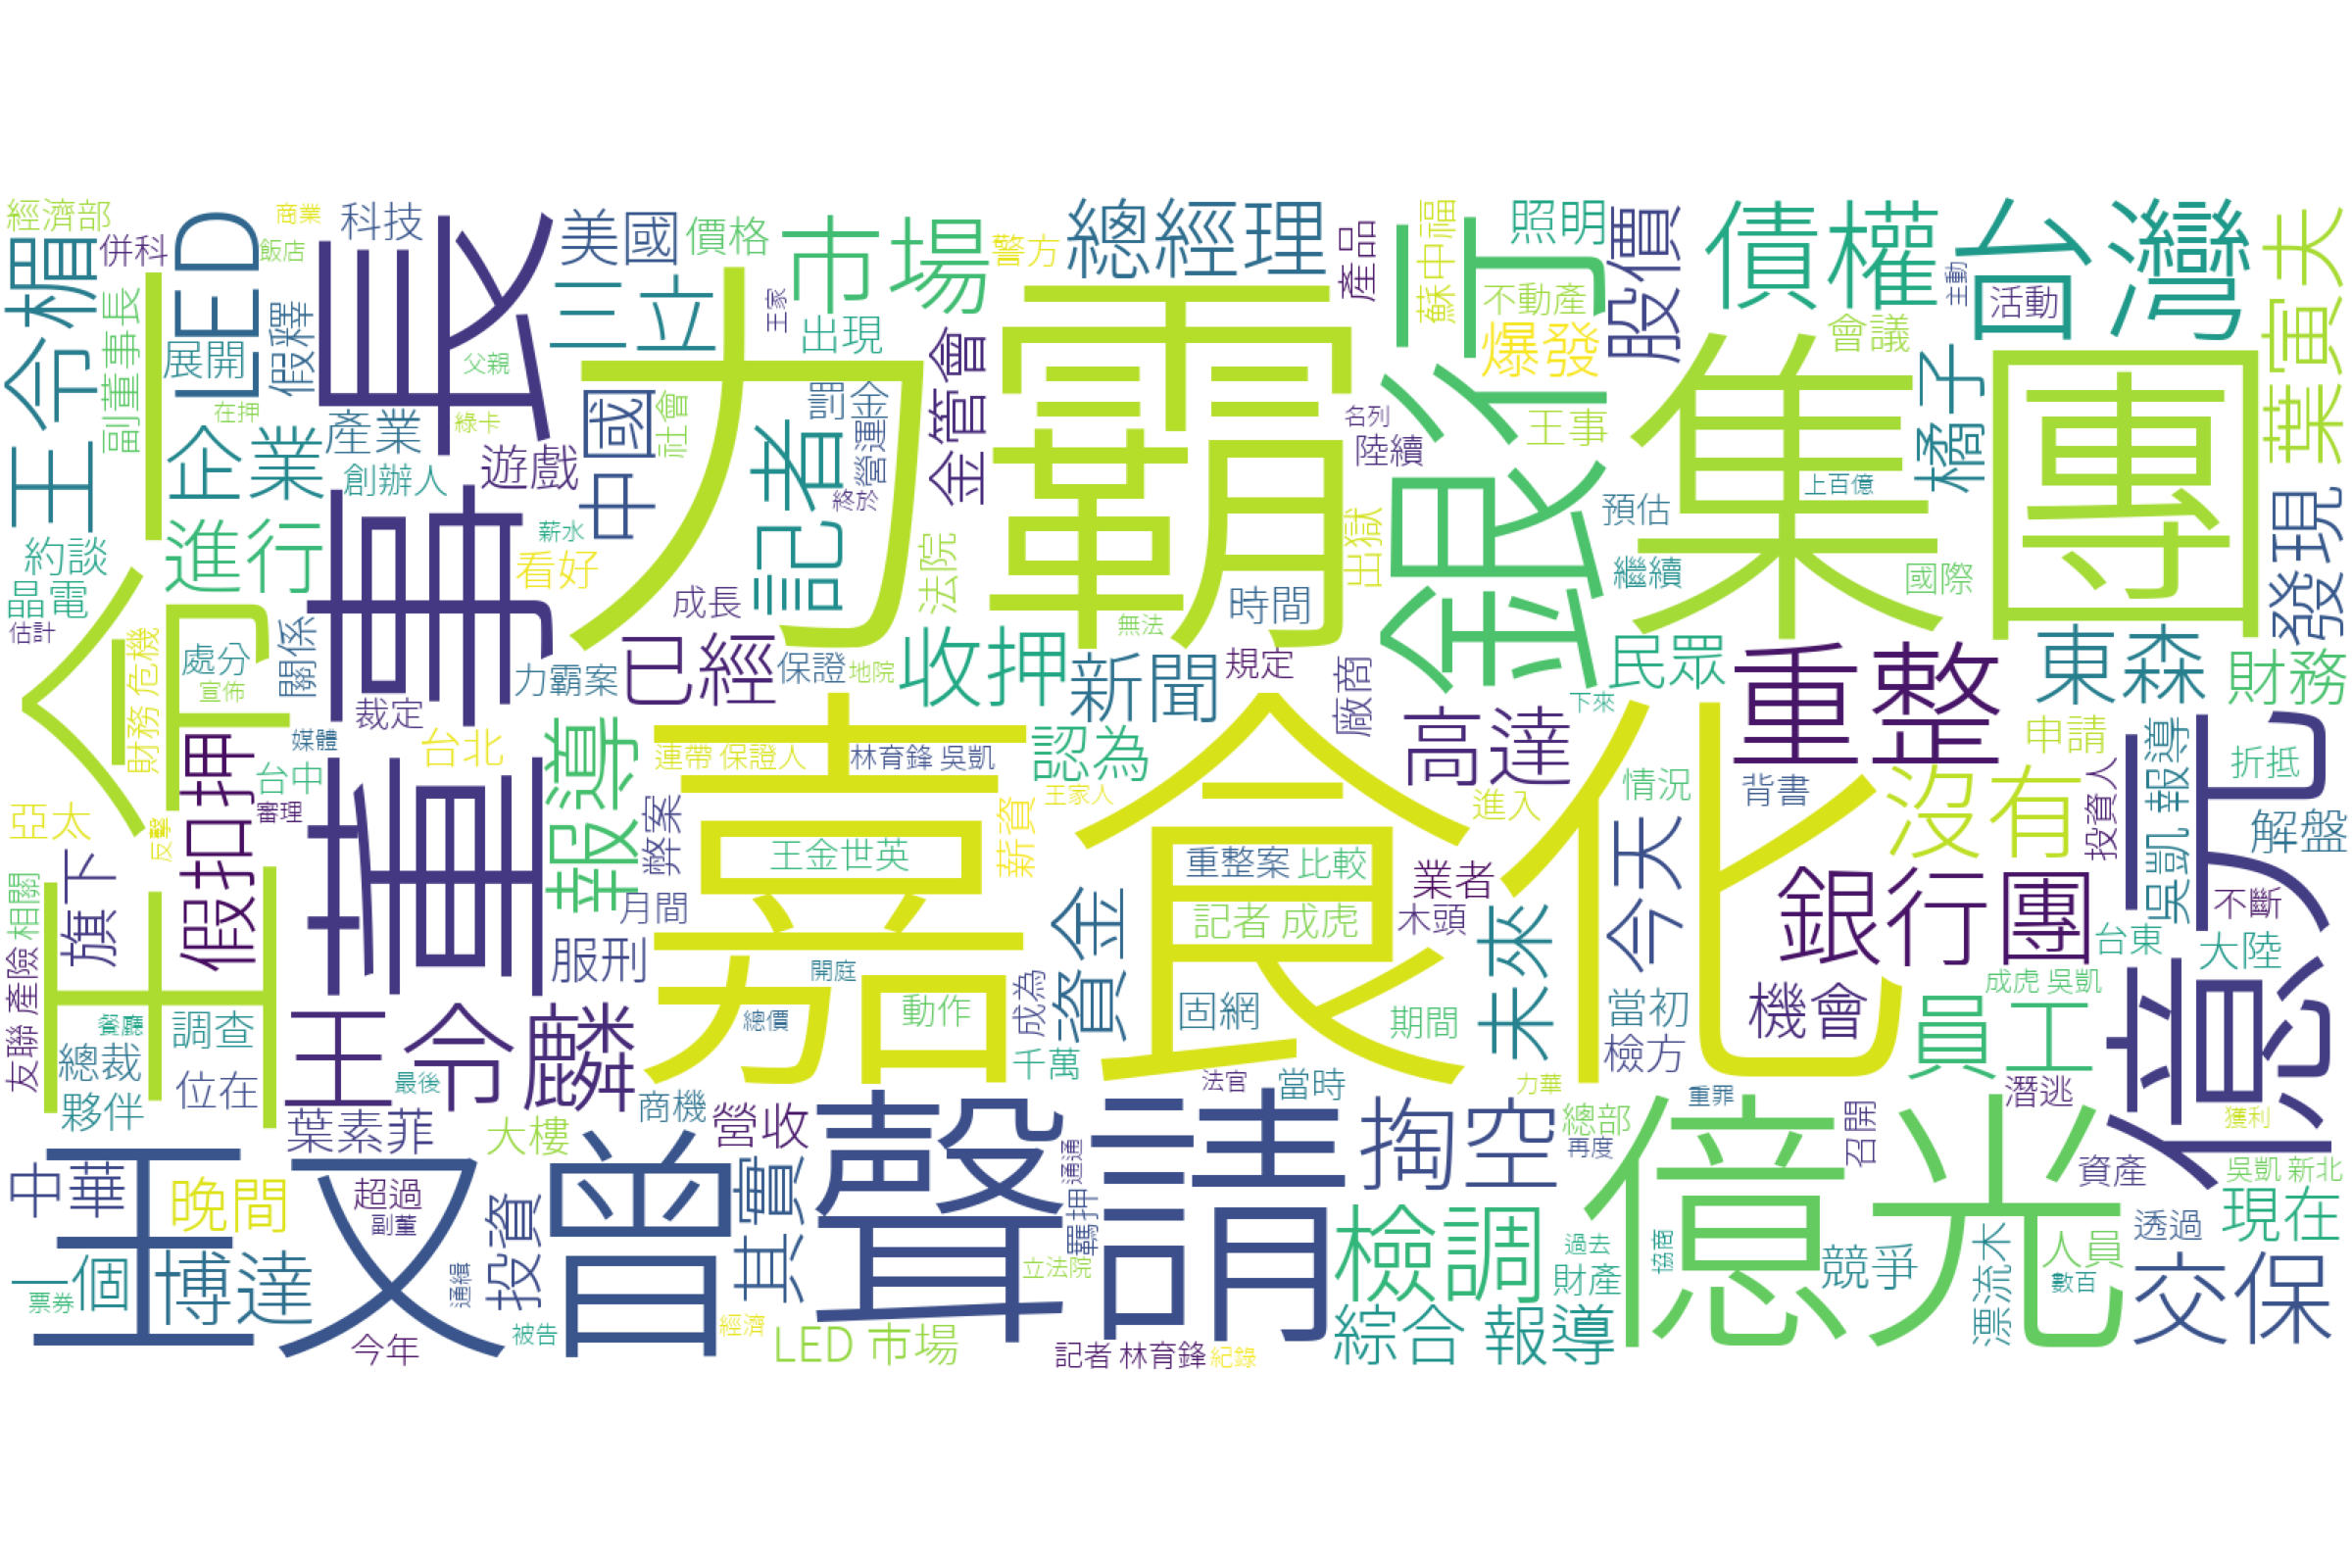 力霸
集團
嘉食化
董事長
銀行
億元
王又曾
聲請
億光
王令一
台灣
債權
重整
市場
總經理
美國
三立
LED
王令楣
王令麟
企業
進行
中國
記者
金管會
股價
葉寅夫
橘子
發現
東森
財務
沒有
銀行團
高達
已經
收押
新聞
民眾
認為
報導
假扣押
旗下
資金
未來
今天
機會
員工
掏空
檢調
綜合 報導
交保
現在
博達
一個
中華
晚間
葉素菲
投資
其實
營收
服刑
大樓
LED 市場
記者 林育鋒
紀錄
經濟部
商業
科技
併科
飯店
副董事長
展開
假釋
產業
創辦人
遊戲
父親
在押
綠卡
價格
出現
警方
王家
社會
罰金
營運
終於
薪水
看好
約談
晶電
估計
財務 危機
處分
宣佈
關係
裁定
力霸案
保證
地院
成長
法院
無法
時間
規定
出獄
產品
蘇中福
照明
不動產
爆發
王事
名列
陸續
預估
繼續
上百億
會議
活動
主動
國際
廠商
下來
媒體
台北
台中
審理
亞太
反擊
連帶 保證人
林育鋒 吳凱
王家人
弊案
王金世英
薪資
進入
重整案
比較
記者 成虎
情況
背書
申請
投資人
吳凱 報導
折抵
解盤
不斷
台東
大陸
業者
木頭
月間
開庭
動作
成為
固網
期間
當初
檢方
成虎 吳凱
相關
友聯 產險
餐廳
總裁
調查
位在
夥伴
最後
總價
商機
千萬
法官
當時
力華
總部
重罪
潛逃
召開
再度
資產
獲利
吳凱 新北
透過
人員
競爭
數百
漂流木
協商
過去
財產
超過
副董
通緝
票券
今年
被告
經濟
通通
羈押
立法院